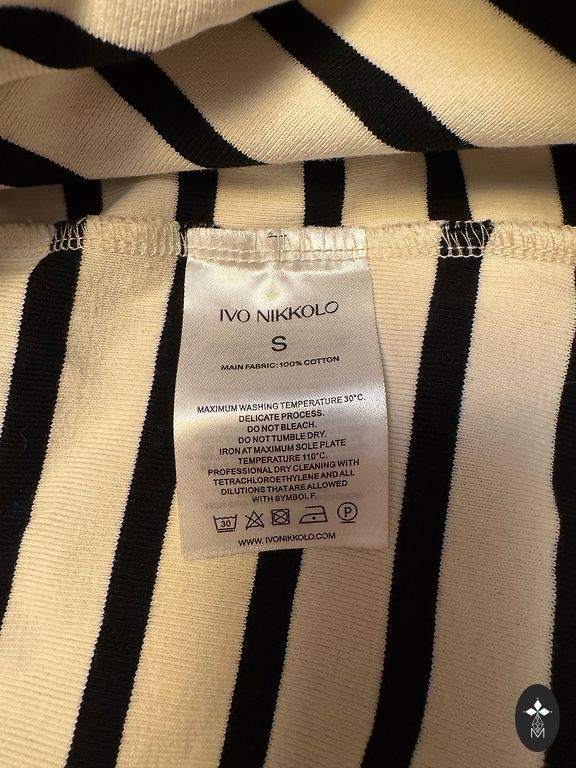 IVO NIKKOLO
S
MAIN FABRIC: 100% COTTON
MAXIMUM WASHING TEMPERATURE 30°C.
DELICATE PROCESS.
DO NOT BLEACH.
DO NOT TUMBLE DRY.
IRON AT MAXIMUM SOLE PLATE
TEMPERATURE 110°C.
PROFESSIONAL DRY CLEANING WITH
TETRACHLOROETHYLENE AND ALL
DILUTIONS THAT ARE ALLOWED
WITH SYMBOL F.
30 P
WWW.IVONIKKOLO.COM
M